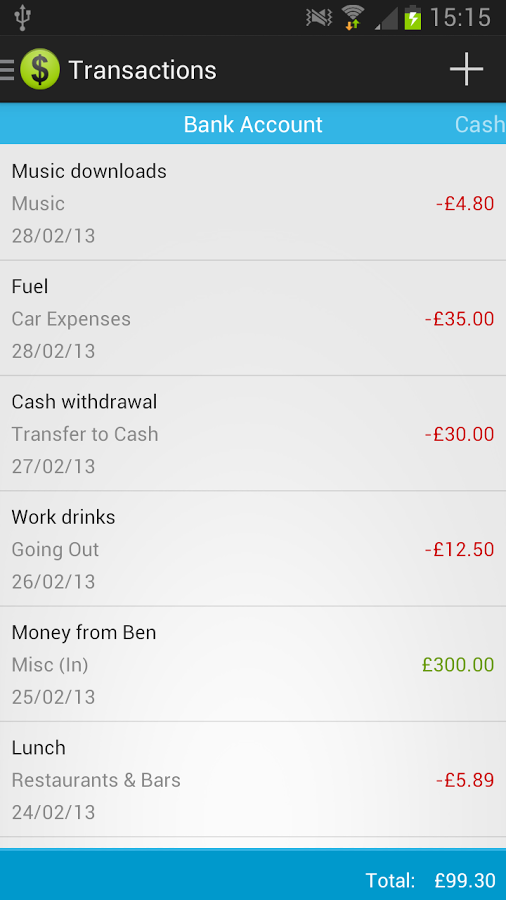 15:15
$ Transactions
Bank Account Cash
Music downloads
Music -£4.80
28/02/13
Fuel
Car Expenses -£35.00
28/02/13
Cash withdrawal
Transfer to Cash -£30.00
27/02/13
Work drinks
Going Out -£12.50
26/02/13
Money from Ben
Misc (In) £300.00
25/02/13
Lunch
Restaurants & Bars -£5.89
24/02/13
Total: £99.30